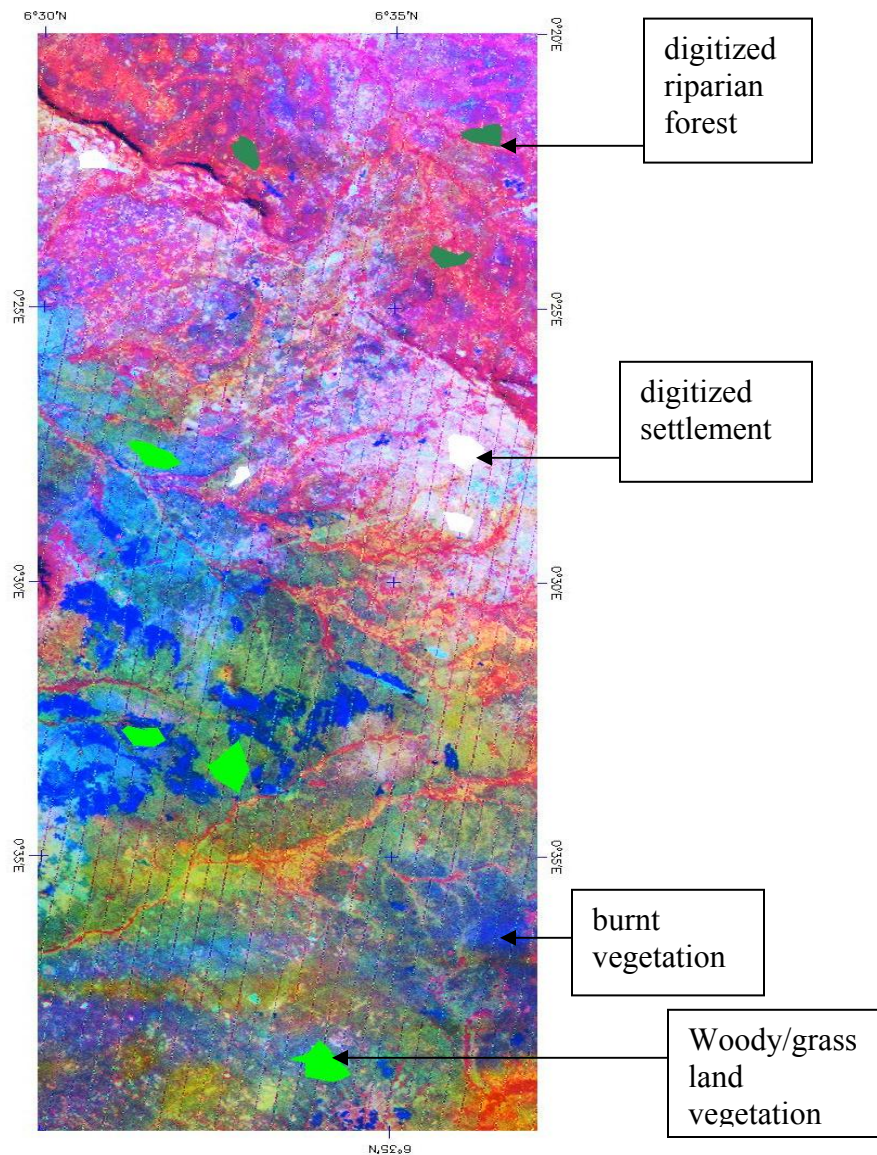 6°30'N
6°35'N
0°20'E
digitized
riparian
forest
0°25'E
0°25'E
digitized
settlement
0°30'E
0°30'E
0°35'E
0°35'E
burnt
vegetation
Woody/grass
land
vegetation
6°35'N